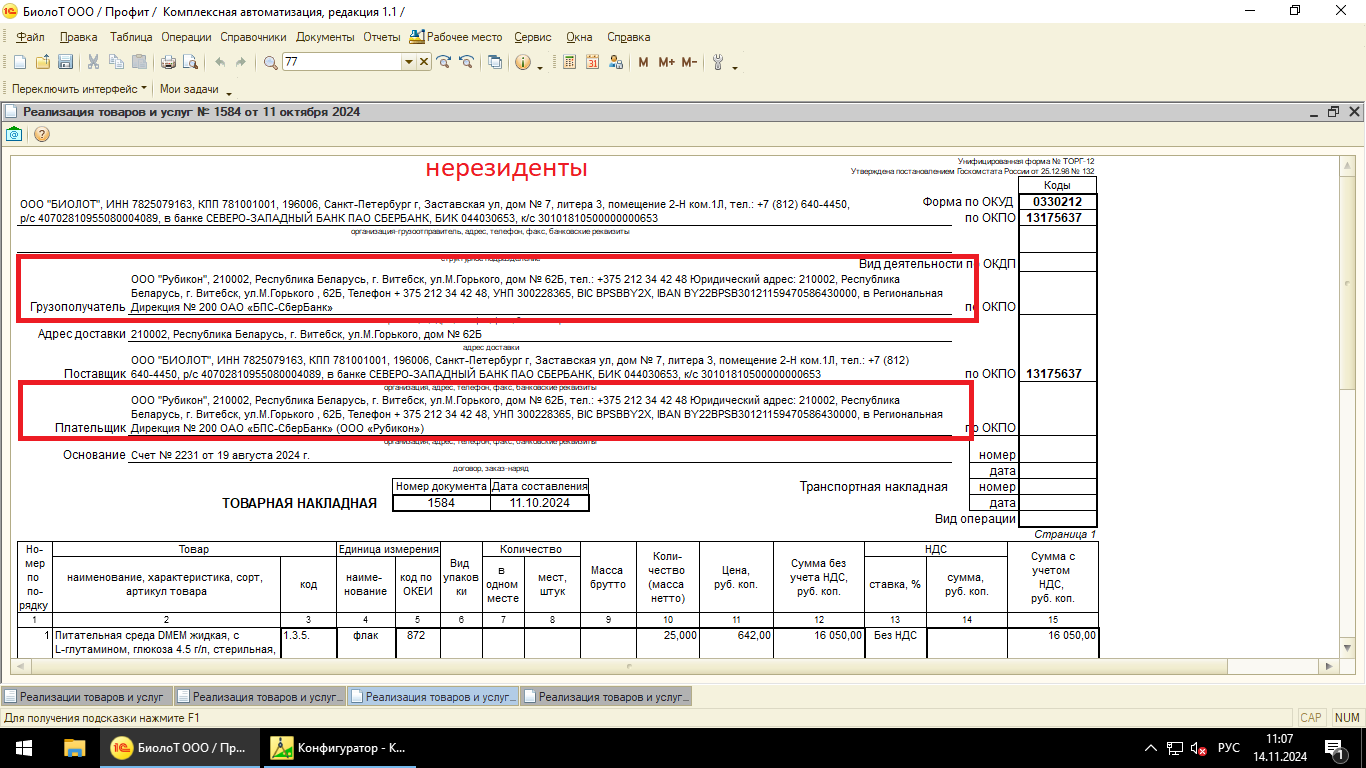 БиолоТ ООО / Профит / Комплексная автоматизация, редакция 1.1 /
Файл Правка Таблица Операции Справочники Документы Отчеты Рабочее место Сервис Окна Справка
77
M M+ M-
Переключить интерфейс Мои задачи
Реализация товаров и услуг № 1584 от 11 октября 2024
нерезиденты
Унифицированная форма № ТОРГ-12
Утверждена постановлением Госкомстата России от 25.12.98 № 132
Коды
Форма по ОКУД 0330212
ООО "БИОЛОТ", ИНН 7825079163, КПП 781001001, 196006, Санкт-Петербург г, Заставская ул, дом № 7, литера 3, помещение 2-Н ком.1Л, тел.: +7 (812) 640-4450,
р/с 40702810955080004089, в банке СЕВЕРО-ЗАПАДНЫЙ БАНК ПАО СБЕРБАНК, БИК 044030653, к/с 30101810500000000653
по ОКПО 13175637
организация-грузоотправитель, адрес, телефон, факс, банковские реквизиты
Вид деятельности по ОКДП
ООО "Рубикон", 210002, Республика Беларусь, г. Витебск, ул.М.Горького, дом № 62Б, тел.: +375 212 34 42 48 Юридический адрес: 210002, Республика
Беларусь, г. Витебск, ул.М.Горького , 62Б, Телефон + 375 212 34 42 48, УНП 300228365, BIC BPSBBY2X, IBAN BY22BPSB30121159470586430000, в Региональная
Грузополучатель Дирекция № 200 ОАО «БПС-СберБанк» по ОКПО
Адрес доставки 210002, Республика Беларусь, г. Витебск, ул.М.Горького, дом № 62Б
адрес доставки
ООО "БИОЛОТ", ИНН 7825079163, КПП 781001001, 196006, Санкт-Петербург г, Заставская ул, дом № 7, литера 3, помещение 2-Н ком.1Л, тел.: +7 (812)
Поставщик 640-4450, р/с 40702810955080004089, в банке СЕВЕРО-ЗАПАДНЫЙ БАНК ПАО СБЕРБАНК, БИК 044030653, к/с 30101810500000000653 по ОКПО 13175637
организация, адрес, телефон, факс, банковские реквизиты
ООО "Рубикон", 210002, Республика Беларусь, г. Витебск, ул.М.Горького, дом № 62Б, тел.: +375 212 34 42 48 Юридический адрес: 210002, Республика
Беларусь, г. Витебск, ул.М.Горького , 62Б, Телефон + 375 212 34 42 48, УНП 300228365, BIC BPSBBY2X, IBAN BY22BPSB30121159470586430000, в Региональная
Плательщик Дирекция № 200 ОАО «БПС-СберБанк» (ООО «Рубикон») по ОКПО
организация, адрес, телефон, факс, банковские реквизиты
Основание Счет № 2231 от 19 августа 2024 г. номер
договор, заказ-наряд дата
Номер документа Дата составления Транспортная накладная номер
ТОВАРНАЯ НАКЛАДНАЯ 1584 11.10.2024 дата
Вид операции
Страница 1
Но-
мер
по
по-
рядку
Товар
наименование, характеристика, сорт,
артикул товара
код
Единица измерения
наиме-
нование
код по
ОКЕИ
Вид
упаков
ки
Количество
в
одном
месте
мест,
штук
Масса
брутто
Коли-
чество
(масса
нетто)
Цена,
руб. коп.
Сумма без
учета НДС,
руб. коп.
НДС
ставка, %
сумма,
руб. коп.
Сумма с
учетом
НДС,
руб. коп.
1 2 3 4 5 6 7 8 9 10 11 12 13 14 15
1 Питательная среда DMEM жидкая, с 1.3.5. флак 872 25,000 642,00 16 050,00 Без НДС 16 050,00
L-глутамином, глюкоза 4.5 г/л, стерильная,
Реализации товаров и услуг Реализация товаров и услуг... Реализация товаров и услуг... Реализация товаров и услуг...
Для получения подсказки нажмите F1 CAP NUM
БиолоТ ООО / Пр... Конфигуратор - К... РУС 11:07
14.11.2024
1